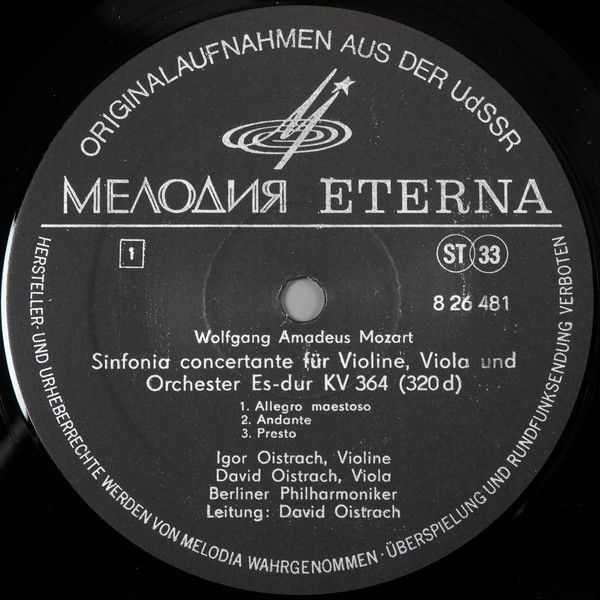 ORIGINALAUFNAHMEN AUS DER UdSSR
МЕЛОДИЯ ETERNA
1
ST 33
8 26 481
Wolfgang Amadeus Mozart
Sinfonia concertante für Violine, Viola und
Orchester Es-dur KV 364 (320 d)
1. Allegro maestoso
2. Andante
3. Presto
Igor Oistrach, Violine
David Oistrach, Viola
Berliner Philharmoniker
Leitung: David Oistrach
HERSTELLER- UND URHEBERRECHTE WERDEN VON MELODIA WAHRGENOMMEN · ÜBERSPIELUNG UND RUNDFUNKSENDUNG VERBOTEN